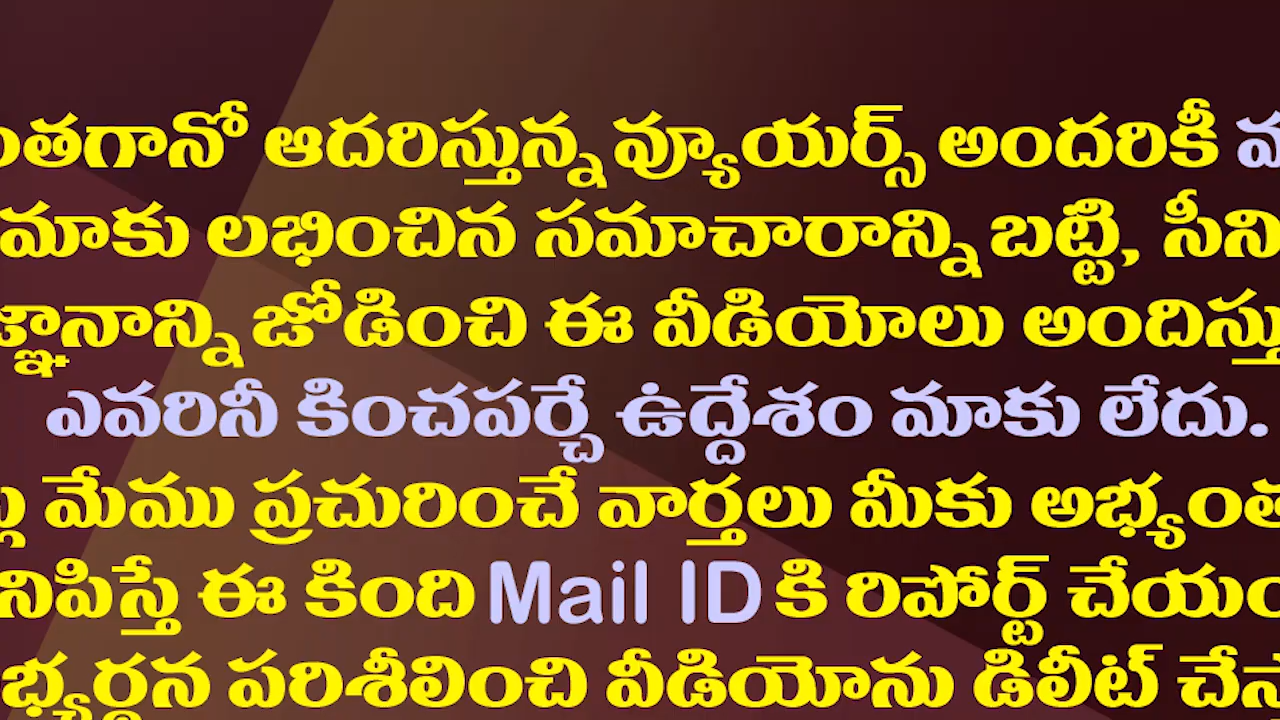 ంతగానో ఆదరిస్తున్న వ్యూయర్స్ అందరికీ
మాకు లభించిన సమాచారాన్ని బట్టి, సీని
జ్ఞానాన్ని జోడించి ఈ వీడియోలు అందిస్తు
ఎవరినీ కించపర్చే ఉద్దేశం మాకు లేదు.
మేము ప్రచురించే వార్తలు మీకు అభ్యంత
నిపిస్తే ఈ కింది Mail ID కి రిపోర్ట్ చేయం
భ్యర్థన పరిశీలించి వీడియోను డిలీట్ చే